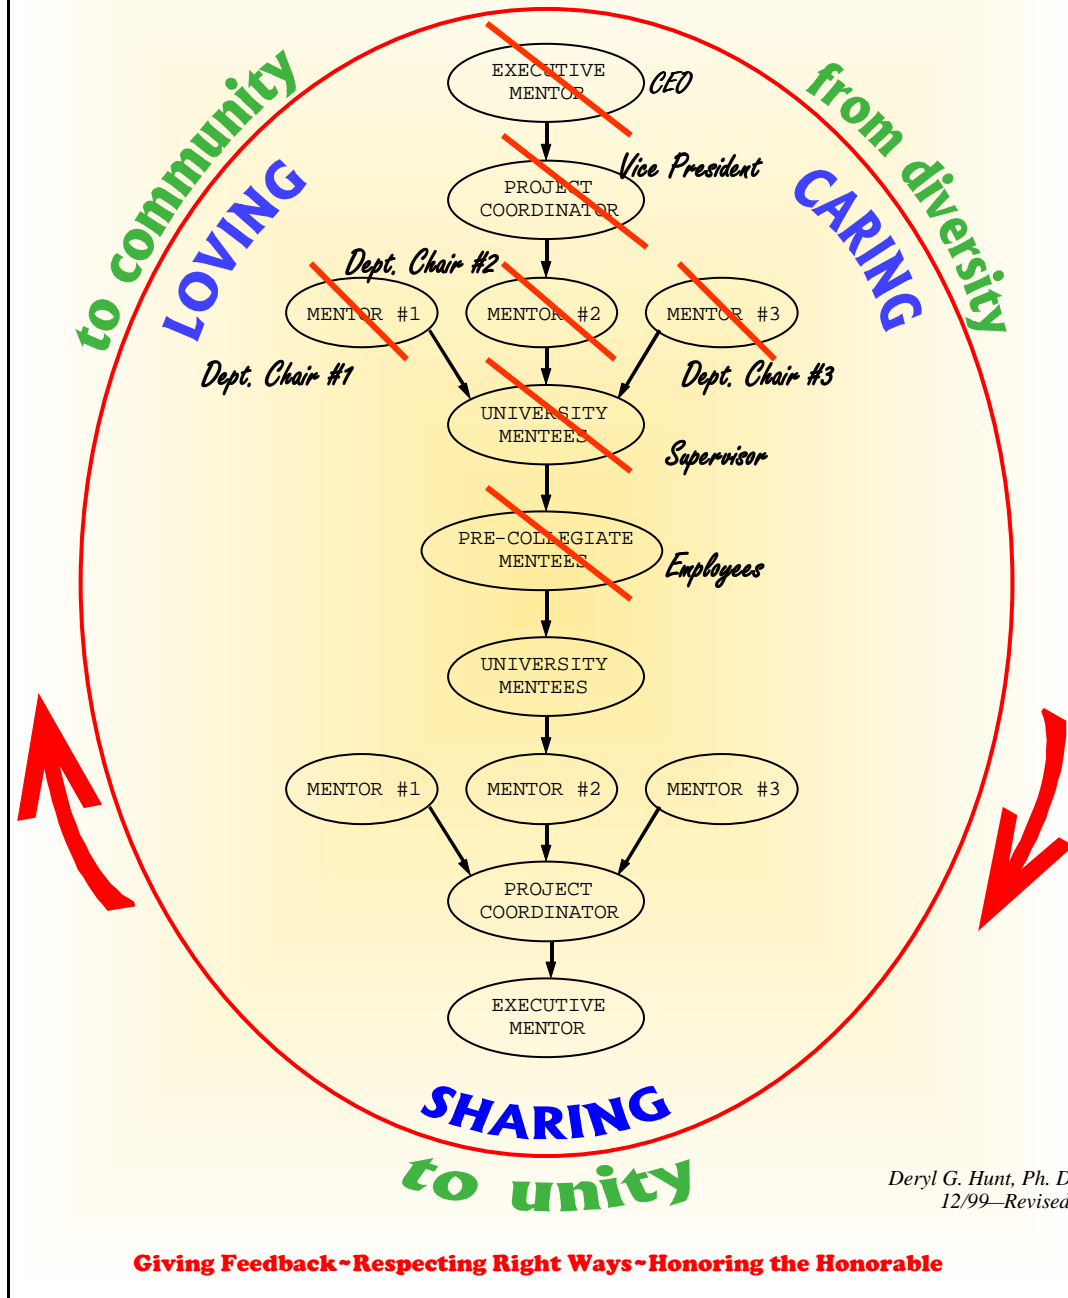 to community
from diversity
LOVING
CARING
EXECUTIVE
MENTOR
CEO
Vice President
PROJECT
COORDINATOR
Dept. Chair #2
MENTOR #1
MENTOR #2
MENTOR #3
Dept. Chair #1
Dept. Chair #3
UNIVERSITY
MENTEES
Supervisor
PRE-COLLEGIATE
MENTEES
Employees
UNIVERSITY
MENTEES
MENTOR #1
MENTOR #2
MENTOR #3
PROJECT
COORDINATOR
EXECUTIVE
MENTOR
SHARING
to unity
Deryl G. Hunt, Ph. D
12/99—Revised
Giving Feedback~Respecting Right Ways~Honoring the Honorable